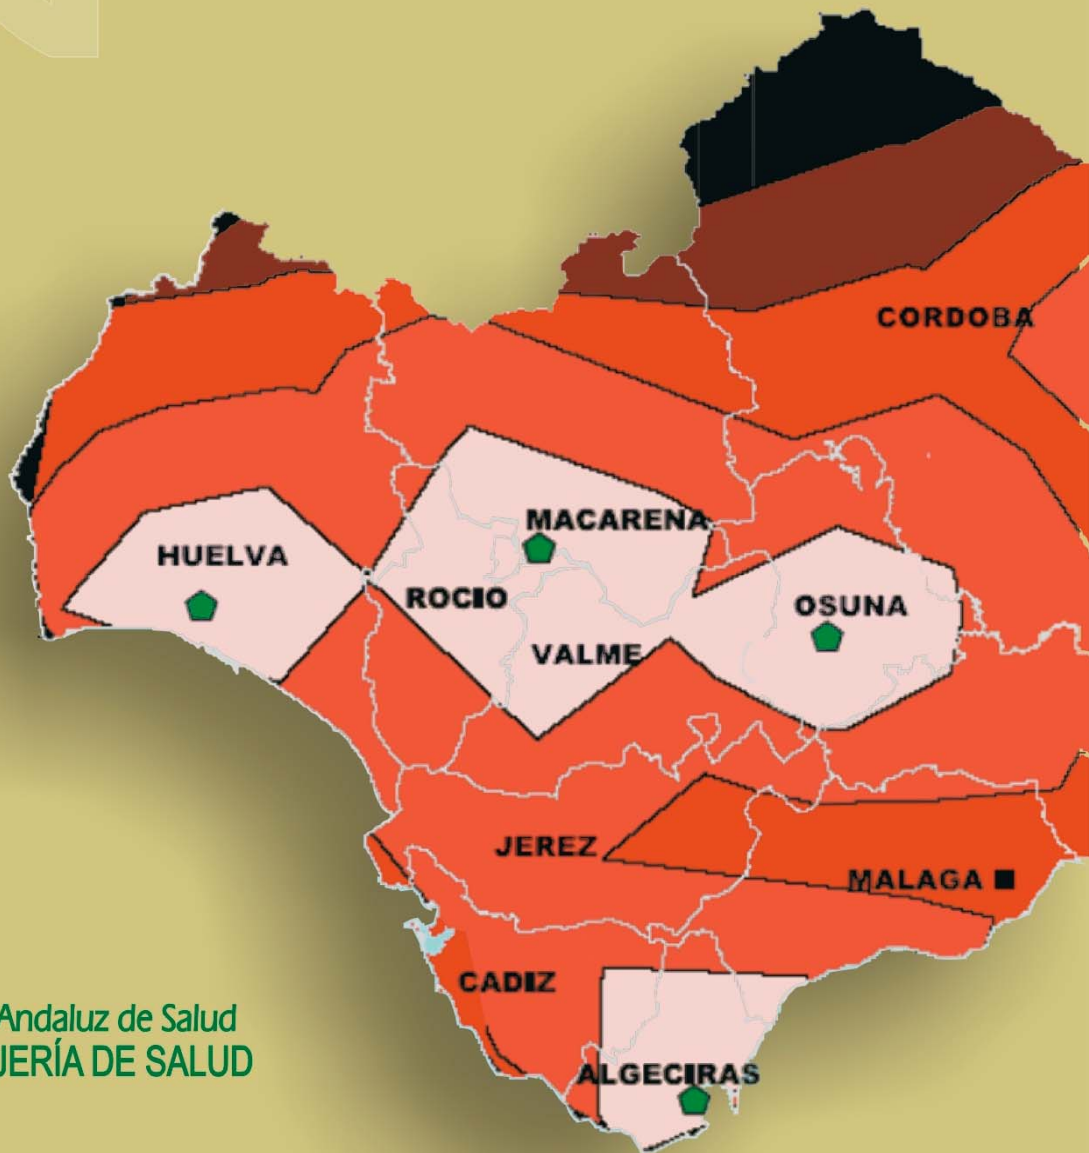 CORDOBA
MACARENA
HUELVA
ROCIO
OSUNA
VALME
JEREZ
MALAGA
CADIZ
Andaluz de Salud
JERÍA DE SALUD
ALGECIRAS